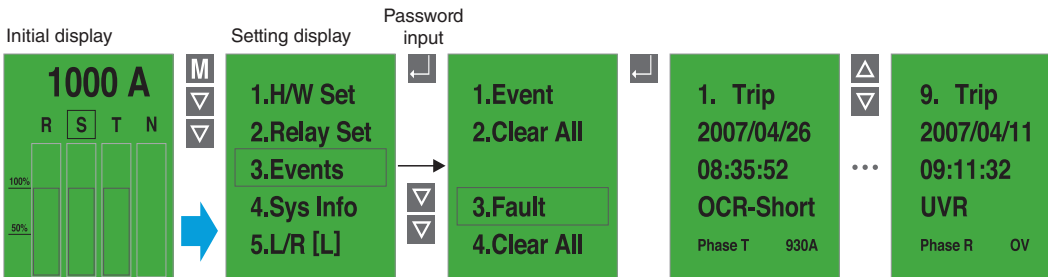 Initial display
1000 A
R S T N
100%
50%
M
Setting display
1.H/W Set
2.Relay Set
3.Events
4.Sys Info
5.L/R [L]
Password
input
1.Event
2.Clear All
3.Fault
4.Clear All
1. Trip
2007/04/26
08:35:52
OCR-Short
Phase T 930A
...
9. Trip
2007/04/11
09:11:32
UVR
Phase R 0V